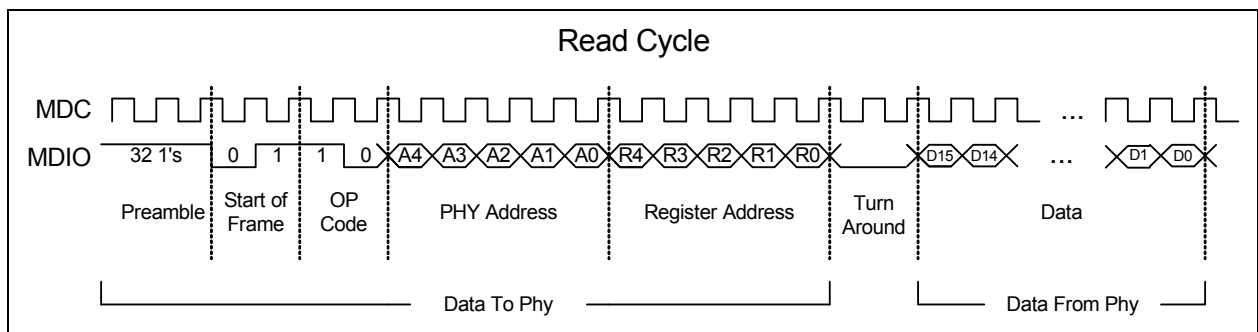 Read Cycle
MDC ...
MDIO 32 1's 0 1 1 0 A4 A3 A2 A1 A0 R4 R3 R2 R1 R0 D15 D14 ... D1 D0
Preamble Start of Frame OP Code PHY Address Register Address Turn Around Data
Data To Phy Data From Phy